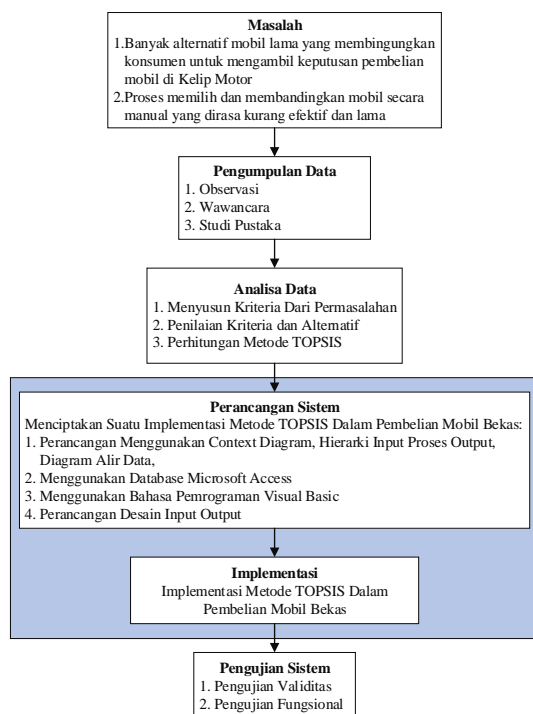 Masalah
1.Banyak alternatif mobil lama yang membingungkan
konsumen untuk mengambil keputusan pembelian
mobil di Kelip Motor
2.Proses memilih dan membandingkan mobil secara
manual yang dirasa kurang efektif dan lama
Pengumpulan Data
1. Observasi
2. Wawancara
3. Studi Pustaka
Analisa Data
1. Menyusun Kriteria Dari Permasalahan
2. Penilaian Kriteria dan Alternatif
3. Perhitungan Metode TOPSIS
Perancangan Sistem
Menciptakan Suatu Implementasi Metode TOPSIS Dalam Pembelian Mobil Bekas:
1. Perancangan Menggunakan Context Diagram, Hierarki Input Proses Output,
Diagram Alir Data,
2. Menggunakan Database Microsoft Access
3. Menggunakan Bahasa Pemrograman Visual Basic
4. Perancangan Desain Input Output
Implementasi
Implementasi Metode TOPSIS Dalam
Pembelian Mobil Bekas
Pengujian Sistem
1. Pengujian Validitas
2. Pengujian Fungsional